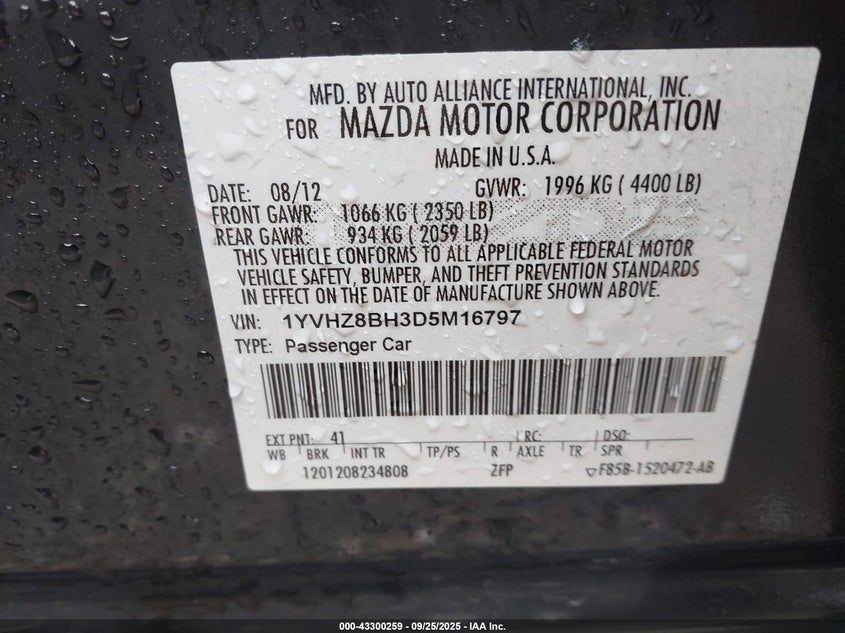 MFD. BY AUTO ALLIANCE INTERNATIONAL, INC.
FOR MAZDA MOTOR CORPORATION
MADE IN U.S.A.
DATE: 08/12 GVWR: 1996 KG ( 4400 LB)
FRONT GAWR: 1066 KG ( 2350 LB)
REAR GAWR: 934 KG ( 2059 LB)
THIS VEHICLE CONFORMS TO ALL APPLICABLE FEDERAL MOTOR
VEHICLE SAFETY, BUMPER, AND THEFT PREVENTION STANDARDS
IN EFFECT ON THE DATE OF MANUFACTURE SHOWN ABOVE.
VIN: 1YVHZ8BH3D5M16797
TYPE: Passenger Car
EXT PNT: 41 RC: DSO:
WB BRK INT TR TP/PS R AXLE TR SPR
1201208234808 ZFP F85B-1520472-AB
000-43300259 - 09/25/2025 - IAA Inc.